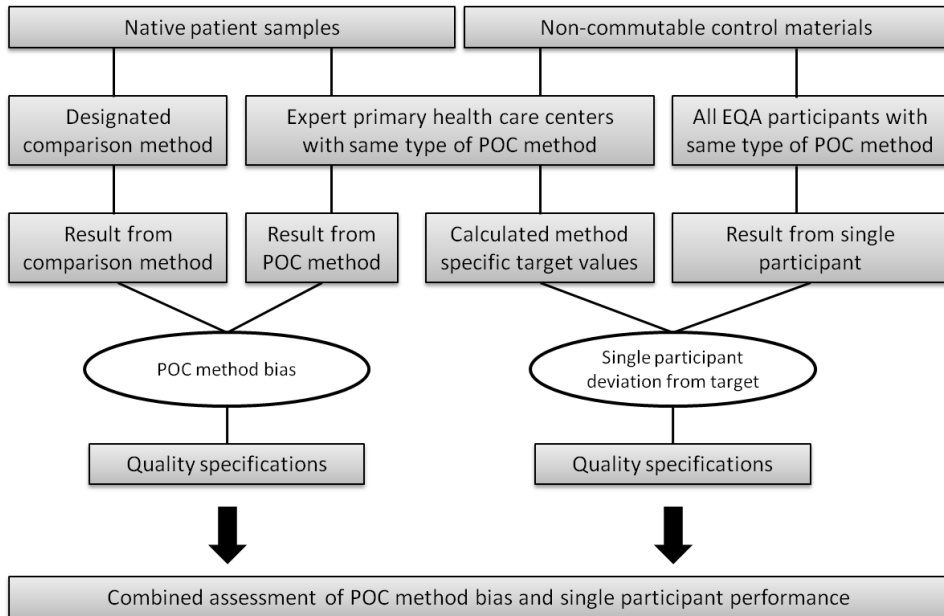 Native patient samples
Non-commutable control materials
Designated
comparison method
Expert primary health care centers
with same type of POC method
All EQA participants with
same type of POC method
Result from
comparison method
Result from
POC method
Calculated method
specific target values
Result from single
participant
POC method bias
Single participant
deviation from target
Quality specifications
Quality specifications
Combined assessment of POC method bias and single participant performance